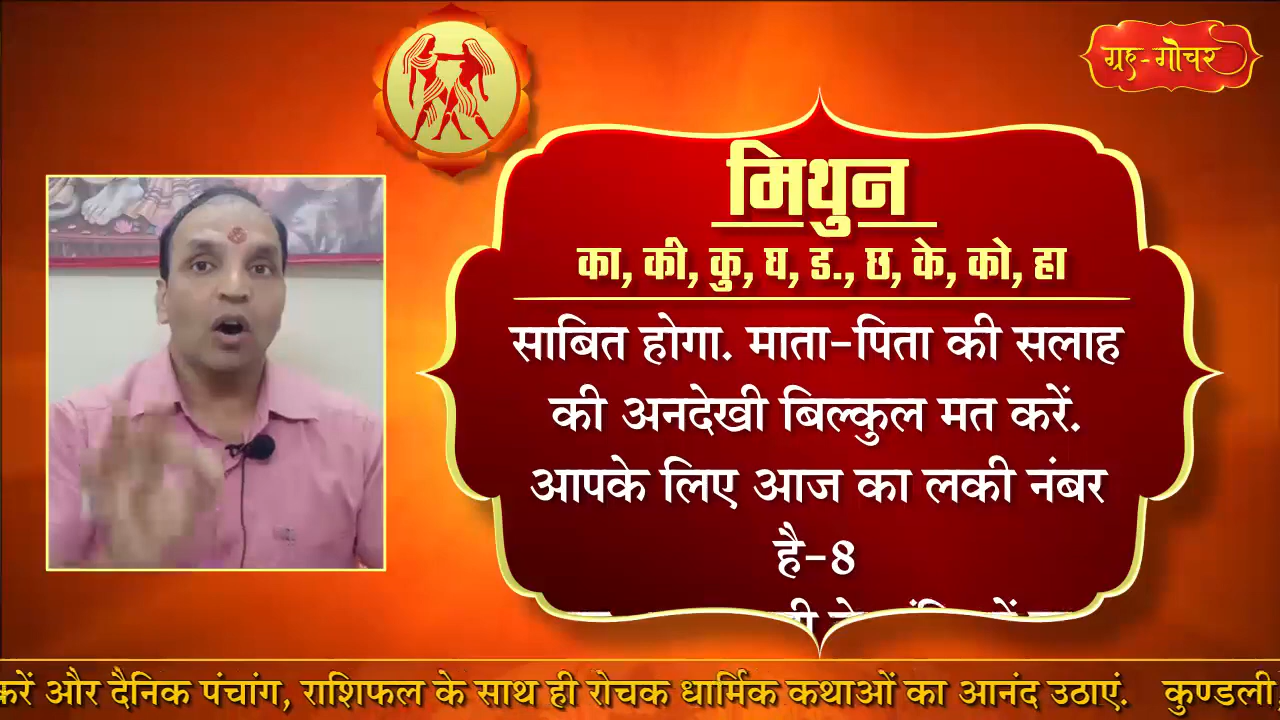 ग्रह-गोचर
मिथुन
का, की, कु, घ, ड., छ, के, को, हा
साबित होगा. माता-पिता की सलाह
की अनदेखी बिल्कुल मत करें.
आपके लिए आज का लकी नंबर
है-8
करें और दैनिक पंचांग, राशिफल के साथ ही रोचक धार्मिक कथाओं का आनंद उठाएं. कुण्डली,